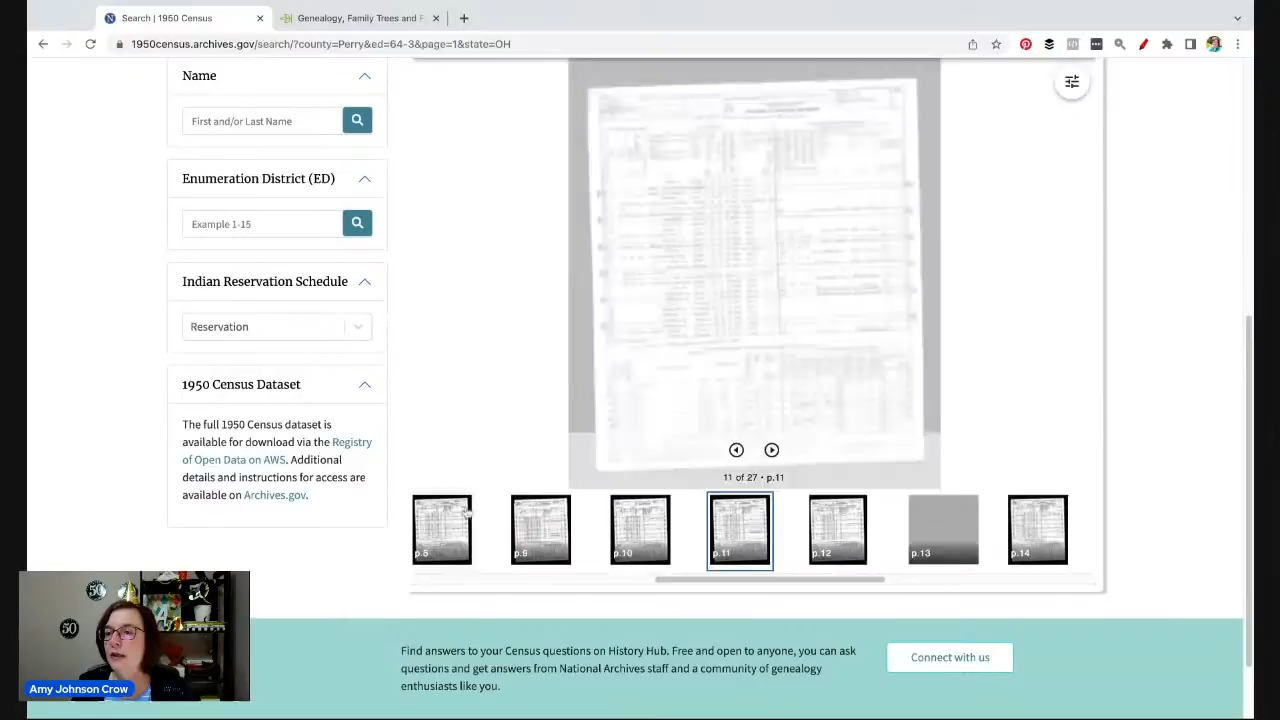 Search | 1950 Census
Genealogy, Family Trees and F
1950census.archives.gov/search/?county=Perry&ed=64-3&page=1&state=OH
Name
First and/or Last Name
Enumeration District (ED)
Example 1-15
Indian Reservation Schedule
Reservation
1950 Census Dataset
The full 1950 Census dataset is
available for download via the Registry
of Open Data on AWS. Additional
details and instructions for access are
available on Archives.gov.
11 of 27 • p.11
p.9
p.10
p.11
p.12
p.13
p.14
50
50
Amy Johnson Crow
Find answers to your Census questions on History Hub. Free and open to anyone, you can ask
questions and get answers from National Archives staff and a community of genealogy
enthusiasts like you.
Connect with us